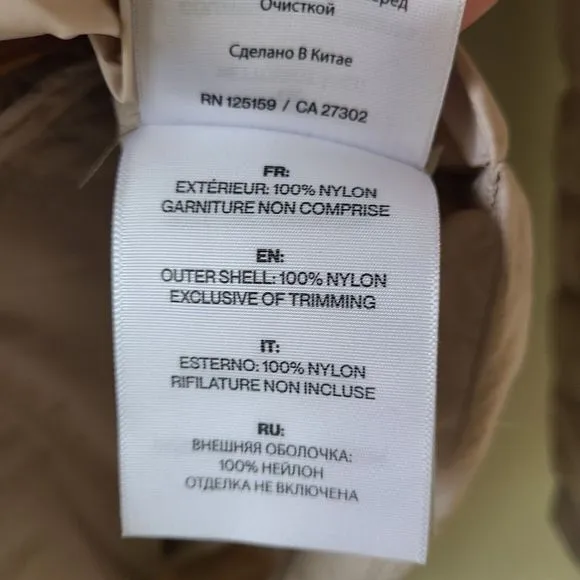 Очисткой
Сделано В Китае
RN 125159 / CA 27302
FR:
EXTÉRIEUR: 100% NYLON
GARNITURE NON COMPRISE
EN:
OUTER SHELL: 100% NYLON
EXCLUSIVE OF TRIMMING
IT:
ESTERNO: 100% NYLON
RIFILATURE NON INCLUSE
RU:
ВНЕШНЯЯ ОБОЛОЧКА:
100% НЕЙЛОН
ОТДЕЛКА НЕ ВКЛЮЧЕНА